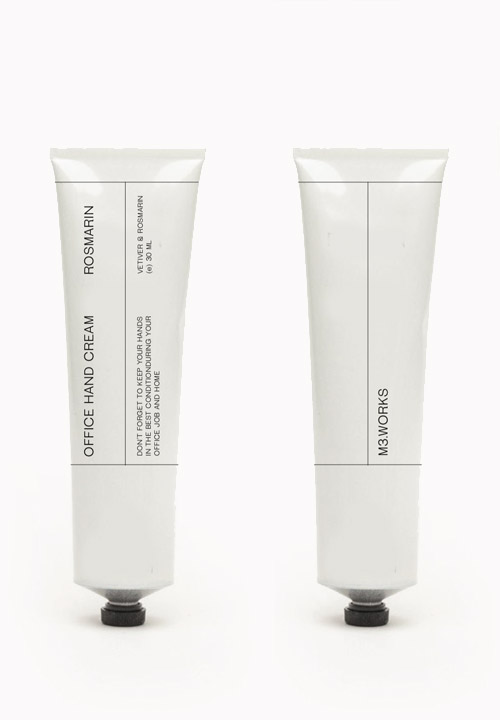 OFFICE HAND CREAM ROSMARIN
DON'T FORGET TO KEEP YOUR HANDS
IN THE BEST CONDITIONDURING YOUR
OFFICE JOB AND HOME
VETIVER & ROSMARIN
(e) 30 ML
M3.WORKS